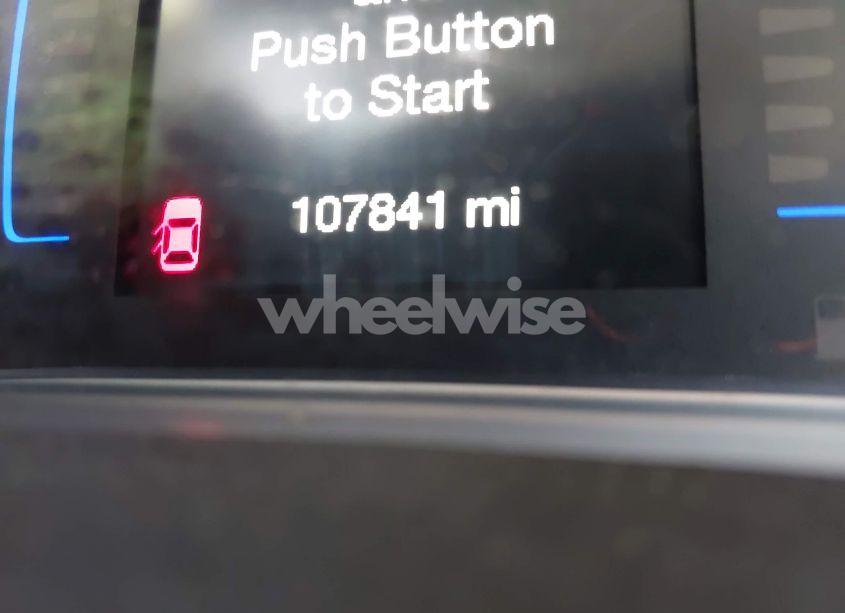 Push Button
to Start
107841 mi
wheelwise